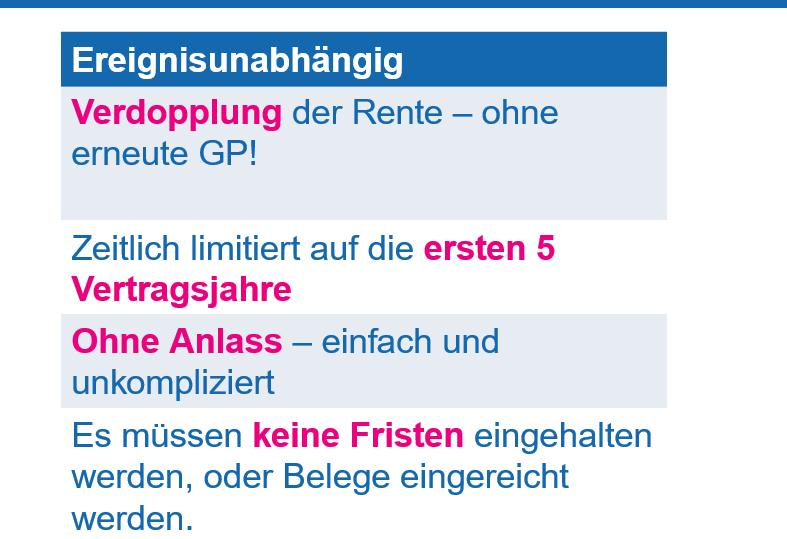 Ereignisunabhängig
Verdopplung der Rente – ohne
erneute GP!
Zeitlich limitiert auf die ersten 5
Vertragsjahre
Ohne Anlass – einfach und
unkompliziert
Es müssen keine Fristen eingehalten
werden, oder Belege eingereicht
werden.